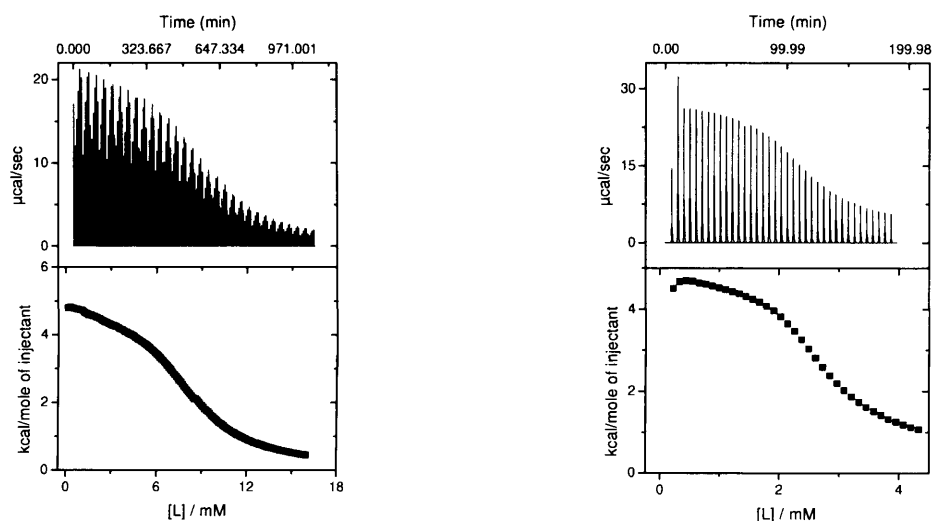 Time (min)
0.000 323.667 647.334 971.001
20
10
0
µcal/sec
6
4
2
0
kcal/mole of injectant
0 6 12 18
[L] / mM
Time (min)
0.00 99.99 199.98
30
15
0
µcal/sec
4
2
0
kcal/mole of injectant
0 2 4
[L] / mM